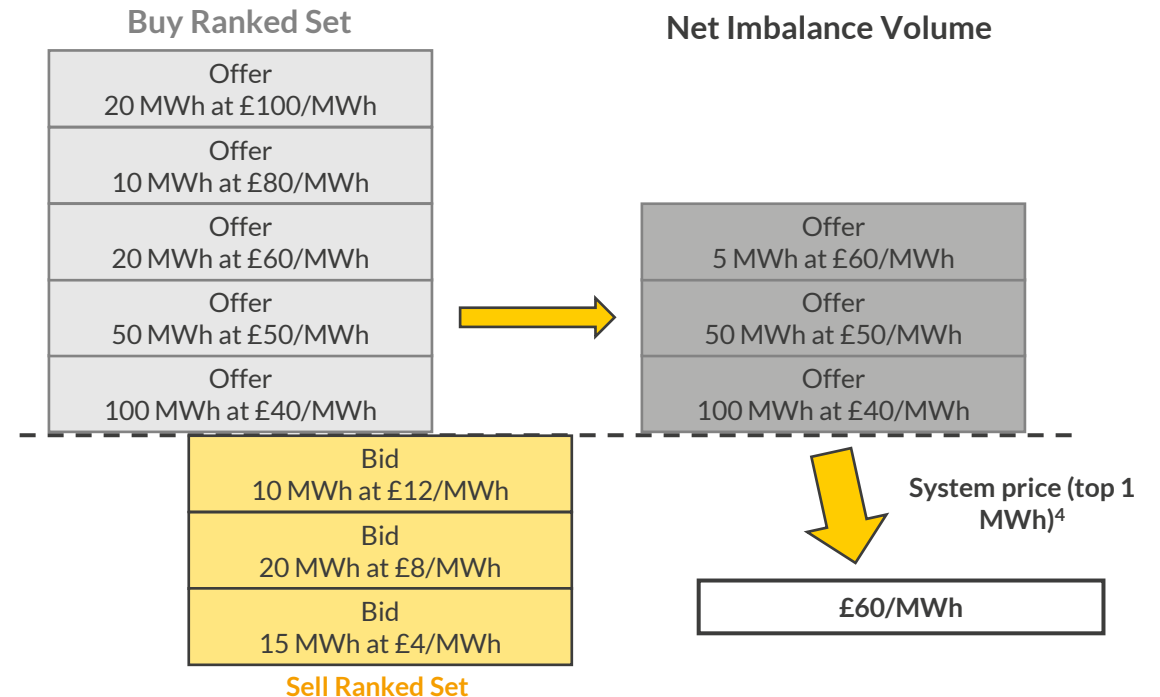 Buy Ranked Set
Offer
20 MWh at £100/MWh
Offer
10 MWh at £80/MWh
Offer
20 MWh at £60/MWh
Offer
50 MWh at £50/MWh
Offer
100 MWh at £40/MWh
Bid
10 MWh at £12/MWh
Bid
20 MWh at £8/MWh
Bid
15 MWh at £4/MWh
Sell Ranked Set
Net Imbalance Volume
Offer
5 MWh at £60/MWh
Offer
50 MWh at £50/MWh
Offer
100 MWh at £40/MWh
System price (top 1
MWh)⁴
£60/MWh